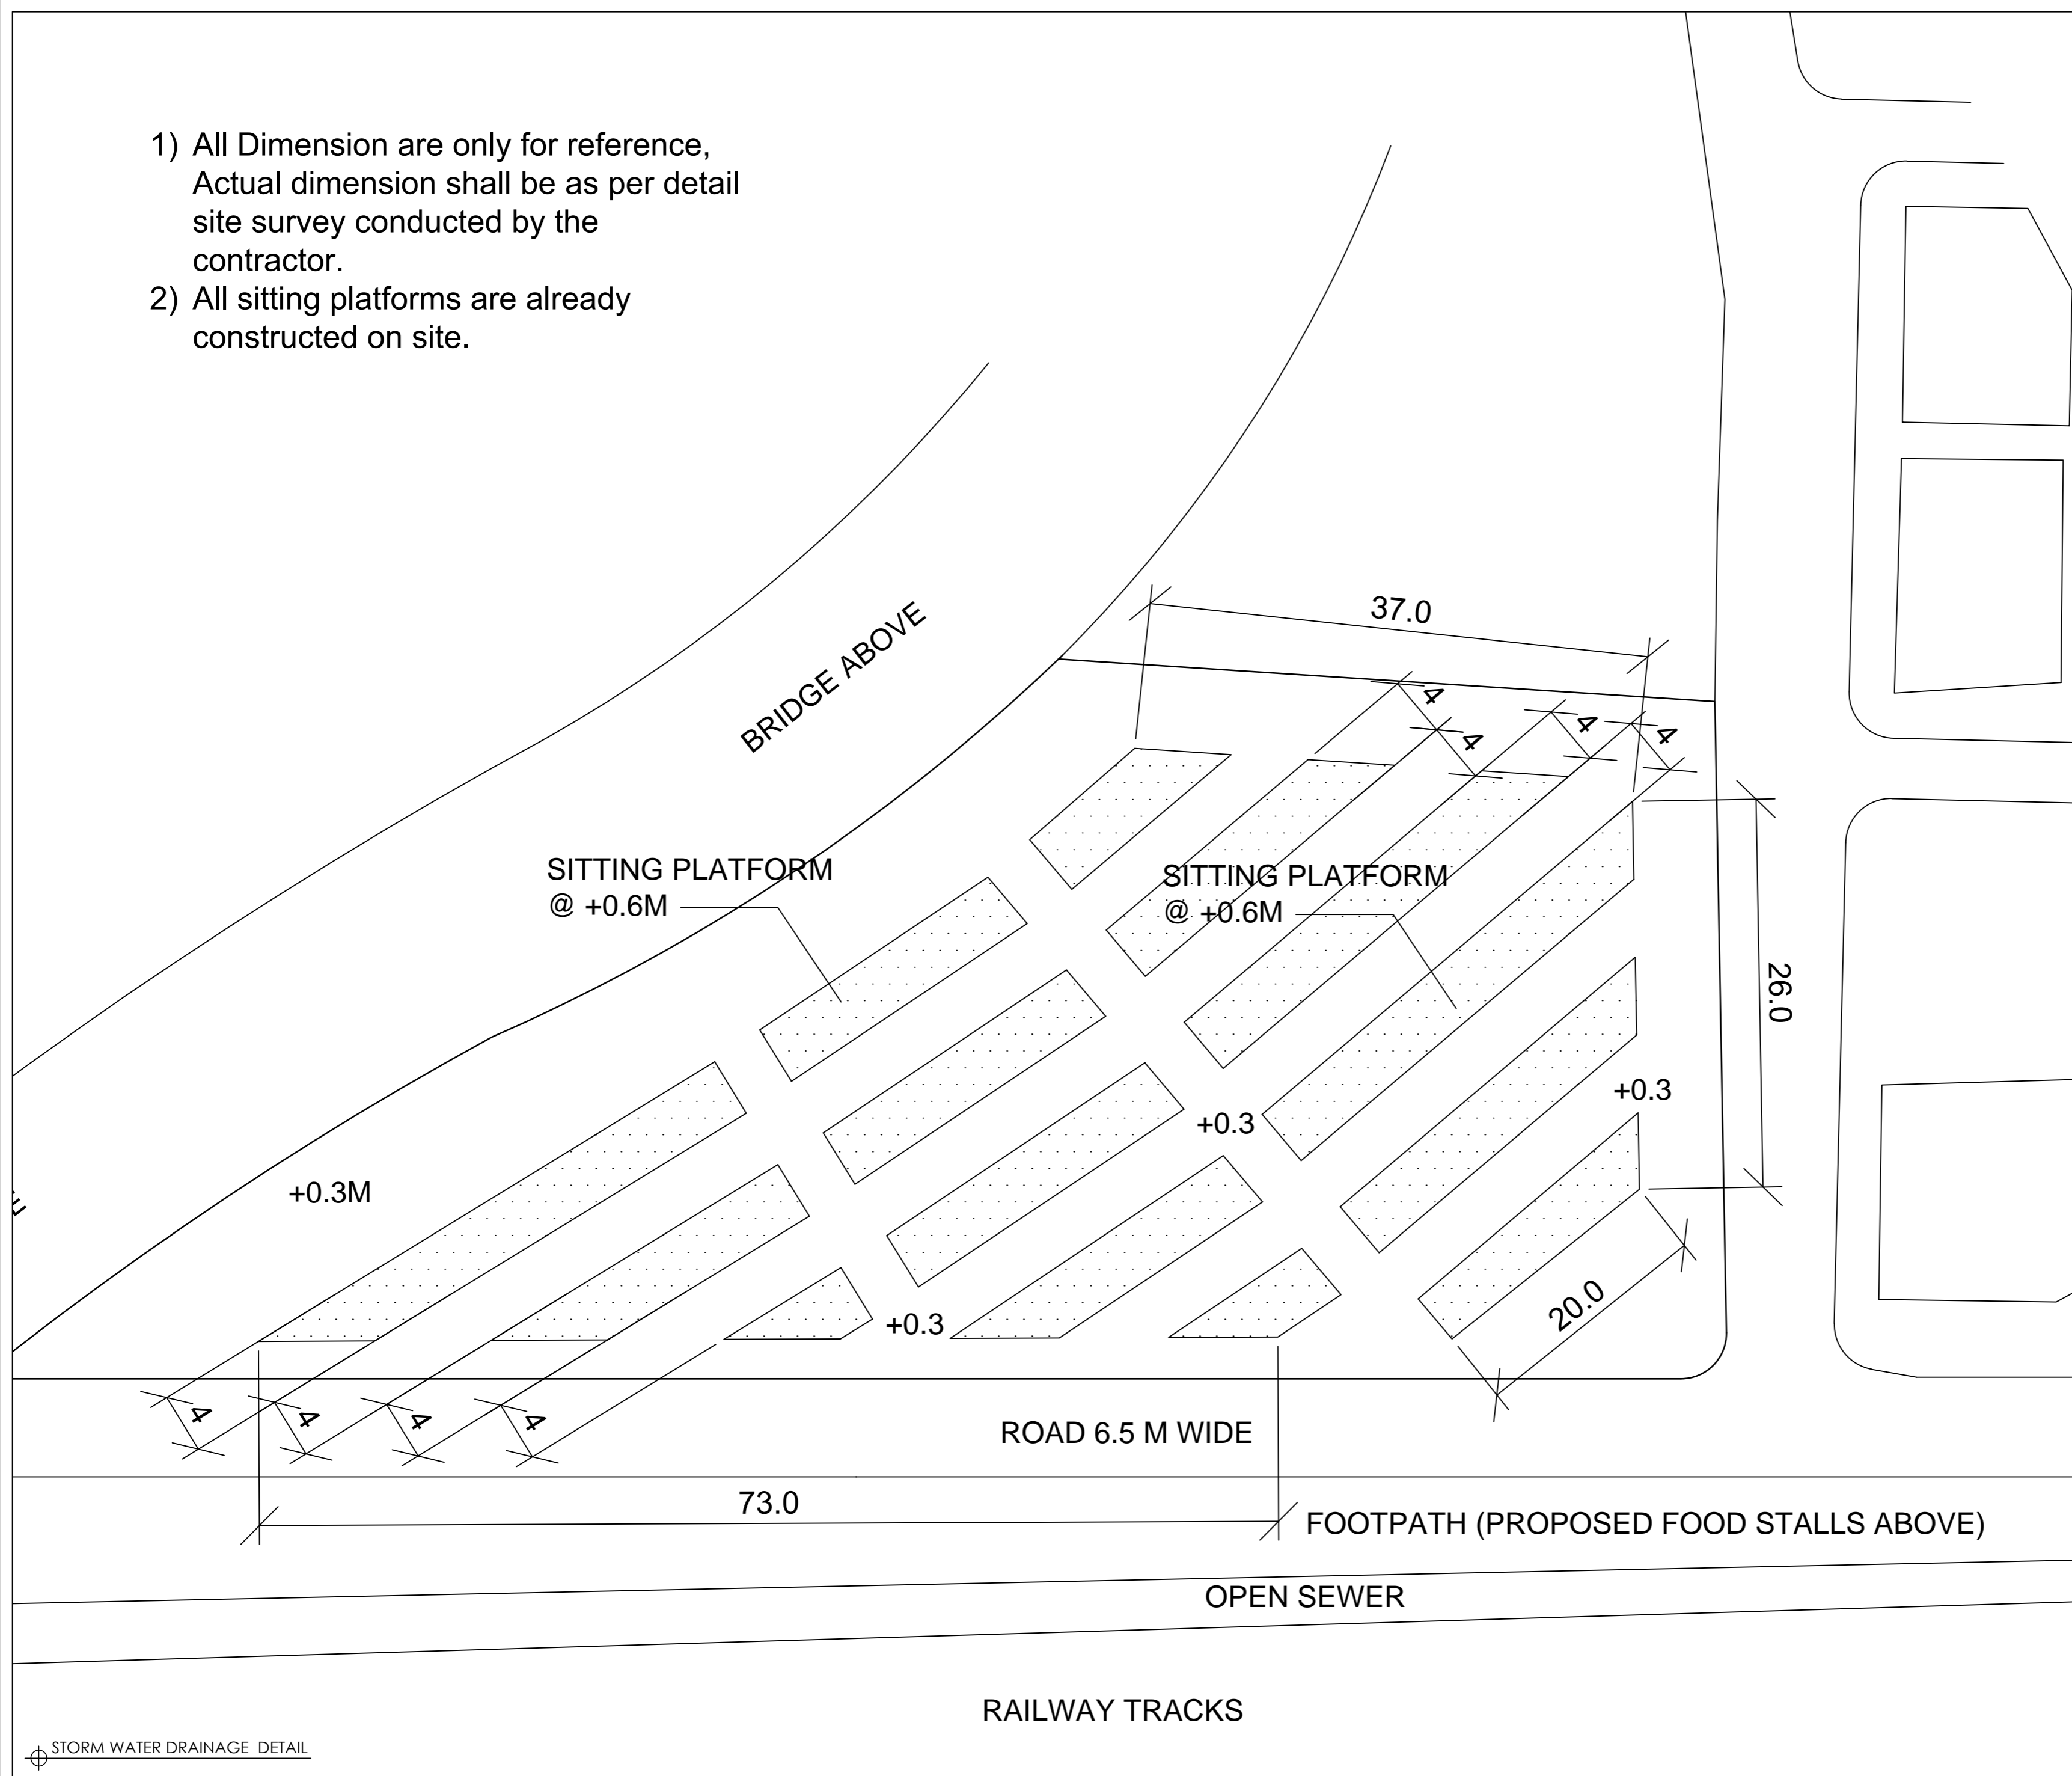 1) All Dimension are only for reference,
Actual dimension shall be as per detail
site survey conducted by the
contractor.
2) All sitting platforms are already
constructed on site.
37.0
BRIDGE ABOVE
4
4
4
4
SITTING PLATFORM
@ +0.6M
SITTING PLATFORM
@ +0.6M
26.0
+0.3
+0.3
+0.3M
E
+0.3
20.0
4
4
4
4
ROAD 6.5 M WIDE
73.0
FOOTPATH (PROPOSED FOOD STALLS ABOVE)
OPEN SEWER
RAILWAY TRACKS
STORM WATER DRAINAGE DETAIL